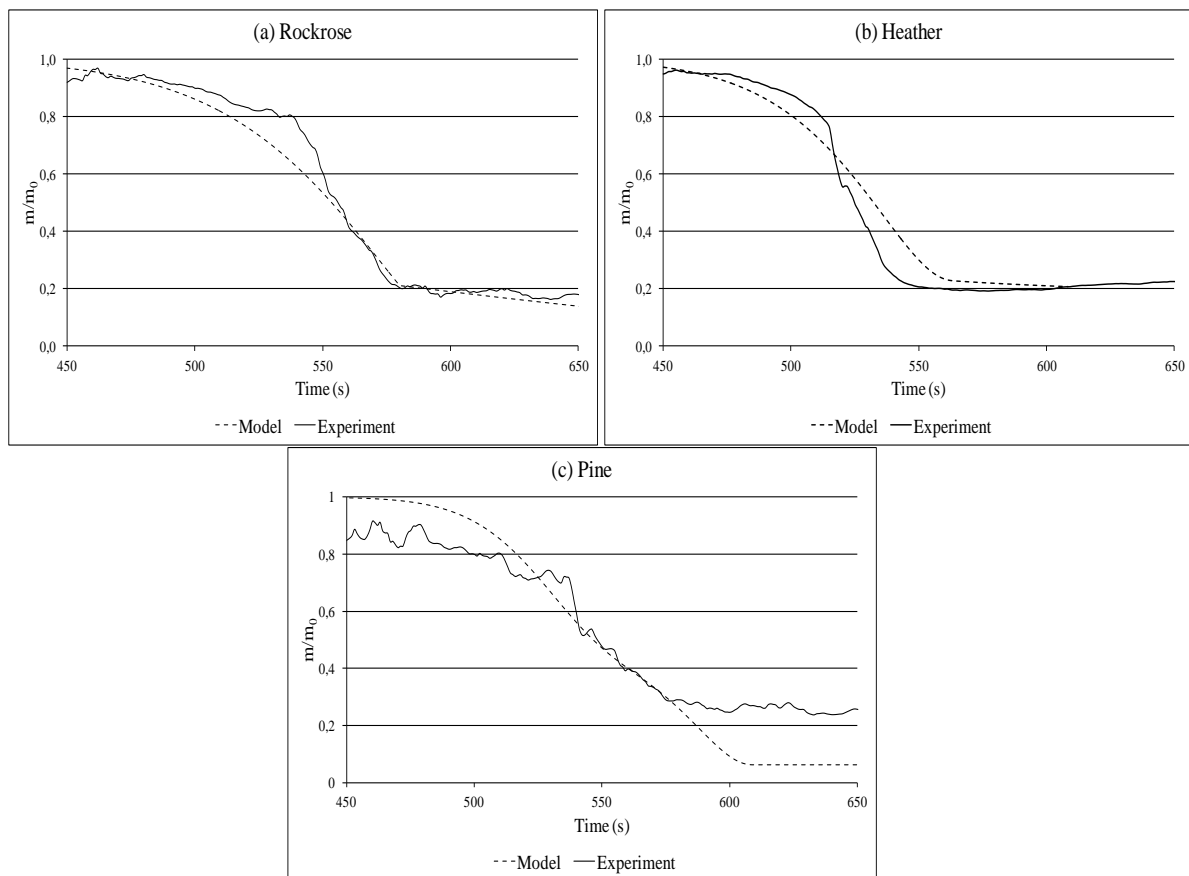 (a) Rockrose
1,0
0,8
0,6
0,4
0,2
0,0
m/m0
450 500 550 600 650
Time (s)
Model Experiment
(b) Heather
1,0
0,8
0,6
0,4
0,2
0,0
m/m0
450 500 550 600 650
Time (s)
Model Experiment
(c) Pine
1
0,8
0,6
0,4
0,2
0
m/m0
450 500 550 600 650
Time (s)
Model Experiment